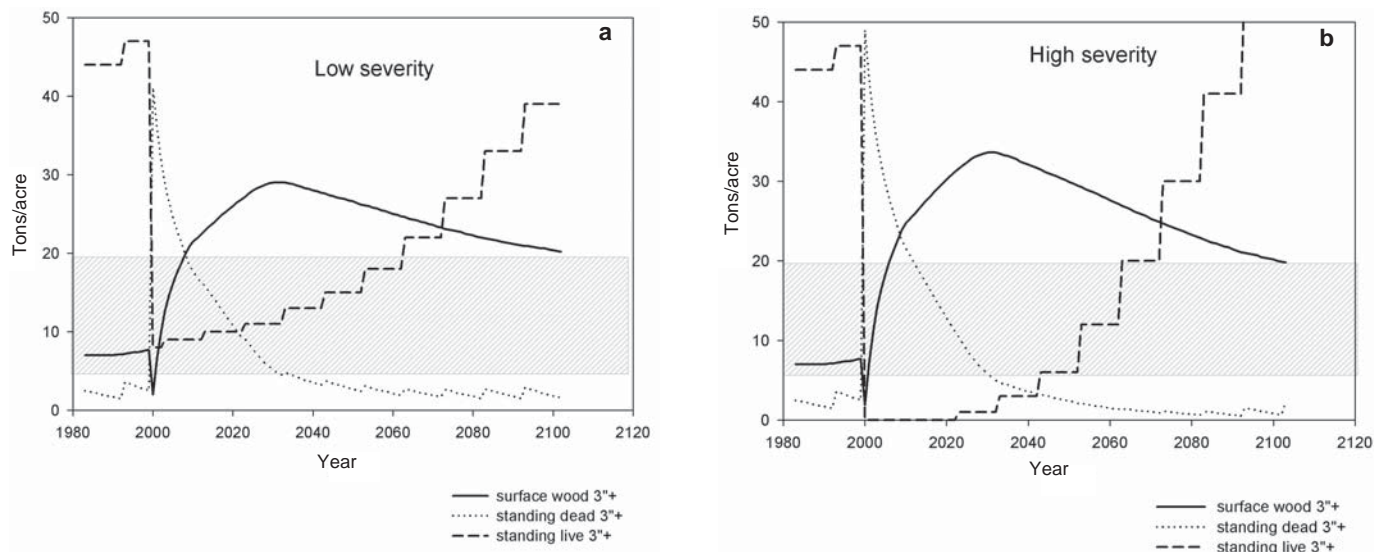 a
Low severity
50
40
30
20
10
0
Tons/acre
1980 2000 2020 2040 2060 2080 2100 2120
Year
surface wood 3"+
standing dead 3"+
standing live 3"+
b
High severity
50
40
30
20
10
0
Tons/acre
1980 2000 2020 2040 2060 2080 2100 2120
Year
surface wood 3"+
standing dead 3"+
standing live 3"+